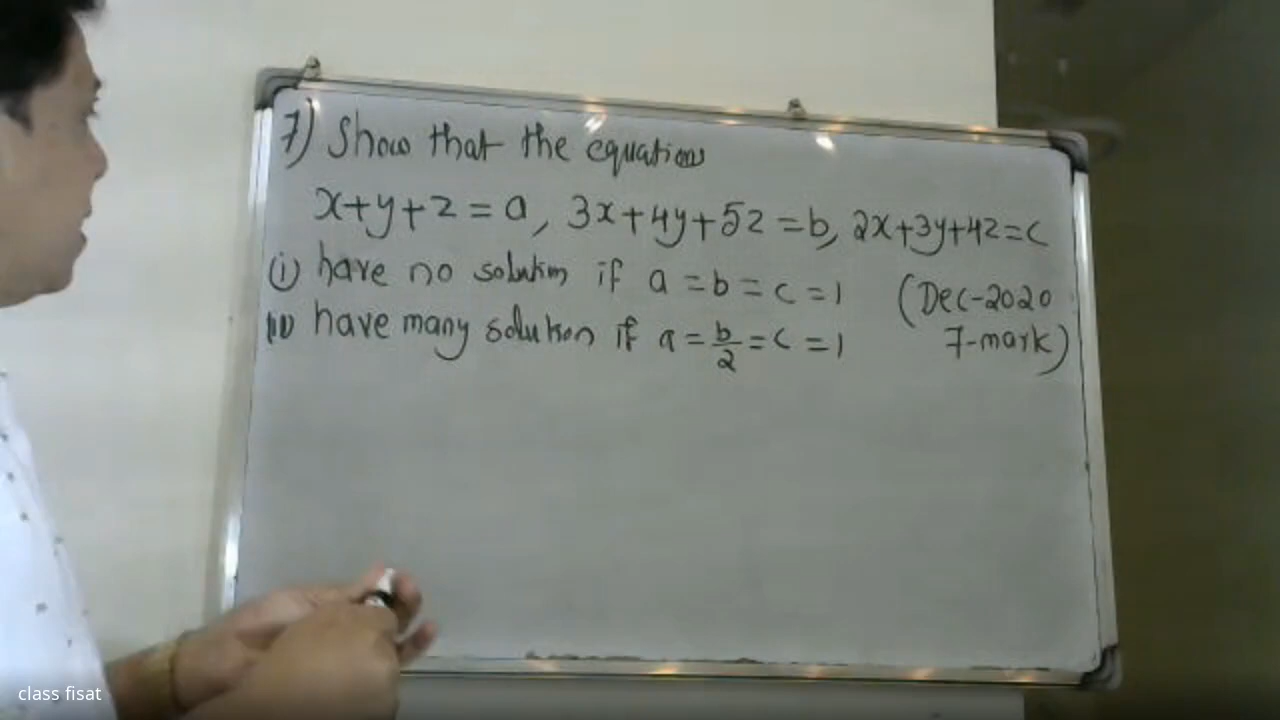 7) Show that the equations
x+y+z = a, 3x+4y+5z = b, 2x+3y+4z = c
(i) have no solution if a = b = c = 1 (Dec-2020
(ii) have many solution if a = b/2 = c = 1 7-mark)
class fisat